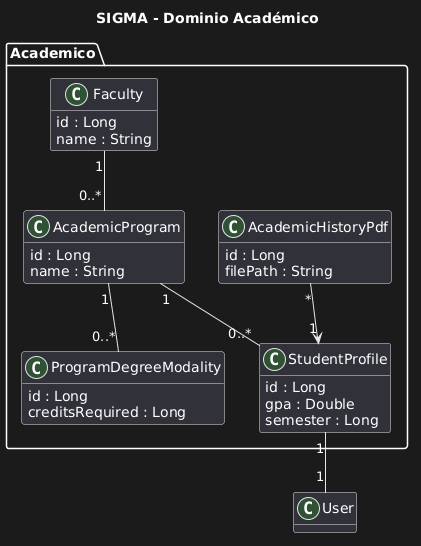 SIGMA - Dominio Académico
Academico
C Faculty
id : Long
name : String
1
0..*
C AcademicProgram
id : Long
name : String
C AcademicHistoryPdf
id : Long
filePath : String
1
1
*
0..*
0..*
1
C ProgramDegreeModality
id : Long
creditsRequired : Long
C StudentProfile
id : Long
gpa : Double
semester : Long
1
1
C User